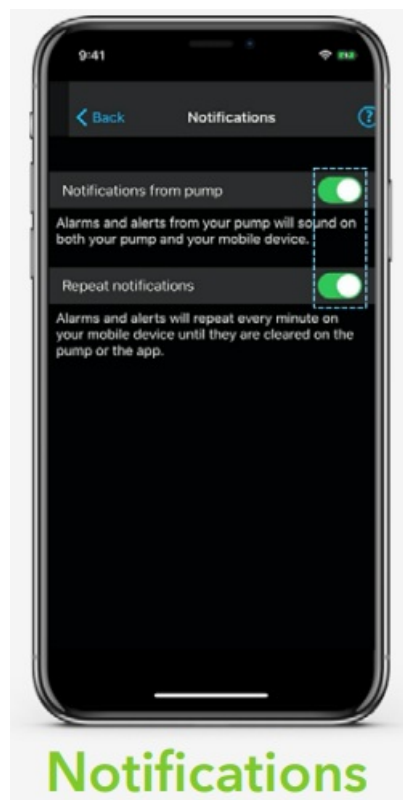 9:41
Back
Notifications
?
Notifications from pump
Alarms and alerts from your pump will sound on
both your pump and your mobile device.
Repeat notifications
Alarms and alerts will repeat every minute on
your mobile device until they are cleared on the
pump or the app.
Notifications